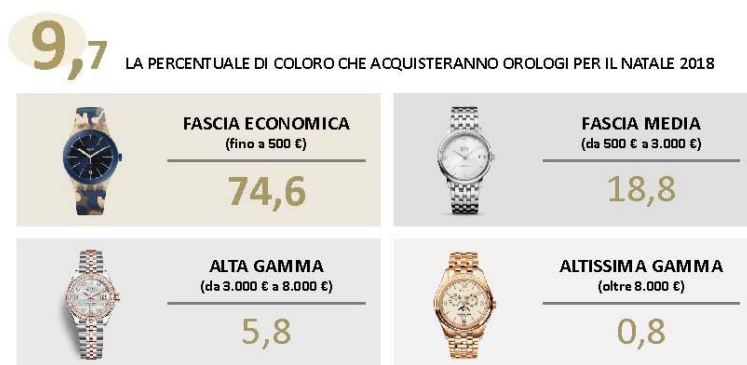 9,7
LA PERCENTUALE DI COLORO CHE ACQUISTERANNO OROLOGI PER IL NATALE 2018
FASCIA ECONOMICA
(fino a 500 €)
74,6
FASCIA MEDIA
(da 500 € a 3.000 €)
18,8
ALTA GAMMA
(da 3.000 € a 8.000 €)
5,8
ALTISSIMA GAMMA
(oltre 8.000 €)
0,8